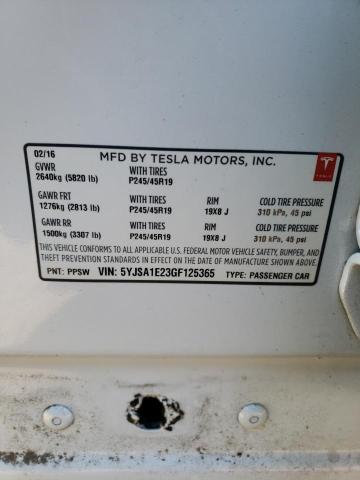 02/16 MFD BY TESLA MOTORS, INC. TESLA
GVWR WITH TIRES
2640kg (5820 lb) P245/45R19
GAWR FRT WITH TIRES RIM COLD TIRE PRESSURE
1276kg (2813 lb) P245/45R19 19X8 J 310 kPa, 45 psi
GAWR RR WITH TIRES RIM COLD TIRE PRESSURE
1500kg (3307 lb) P245/45R19 19X8 J 310 kPa, 45 psi
THIS VEHICLE CONFORMS TO ALL APPLICABLE U.S. FEDERAL MOTOR VEHICLE SAFETY, BUMPER, AND
THEFT PREVENTION STANDARDS IN EFFECT ON THE DATE OF MANUFACTURE SHOWN ABOVE.
PNT: PPSW VIN: 5YJSA1E23GF125365 TYPE: PASSENGER CAR